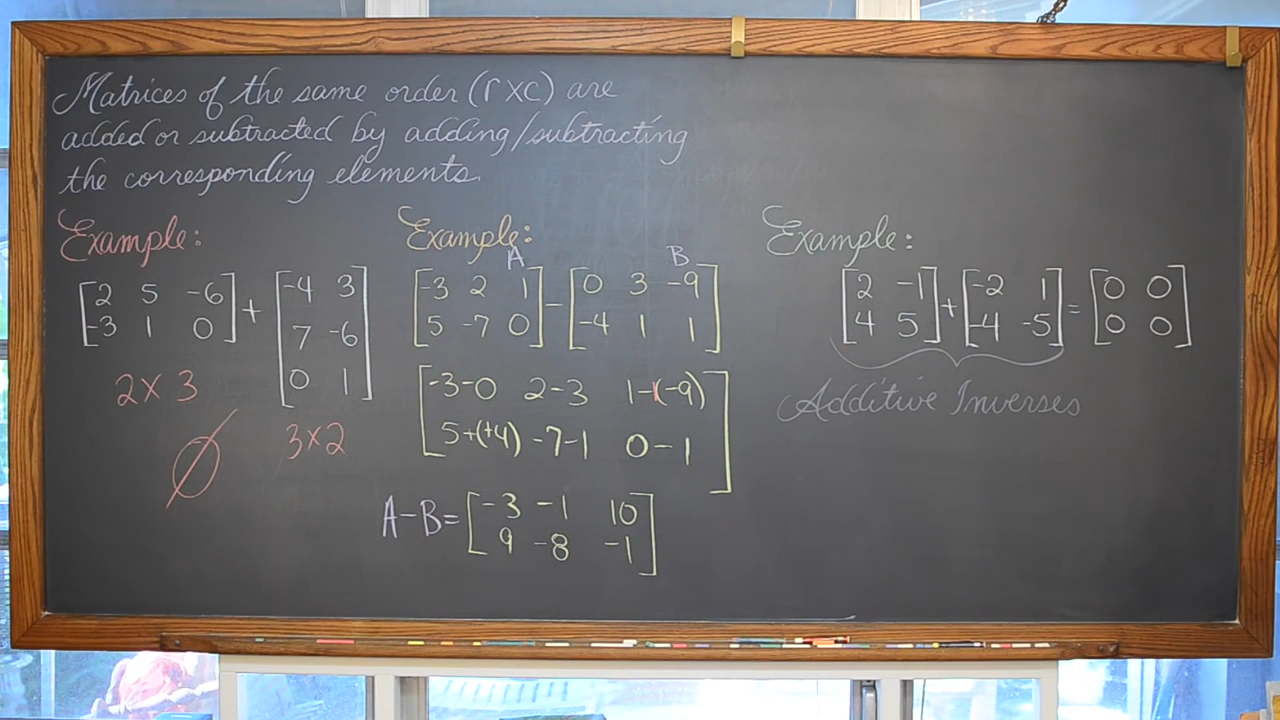 Matrices of the same order (r×c) are
added or subtracted by adding/subtracting
the corresponding elements.
Example:
[2 5 -6] + [-4 3]
[-3 1 0] [7 -6]
[0 1]
2×3
3×2
∅
Example:
A B
[-3 2 1] - [0 3 -9]
[5 -7 0] [-4 1 1]
[-3-0 2-3 1-(-9)]
[5+(+4) -7-1 0-1]
A-B= [-3 -1 10]
[9 -8 -1]
Example:
[2 -1] + [-2 1] = [0 0]
[4 5] [-4 -5] [0 0]
Additive Inverses